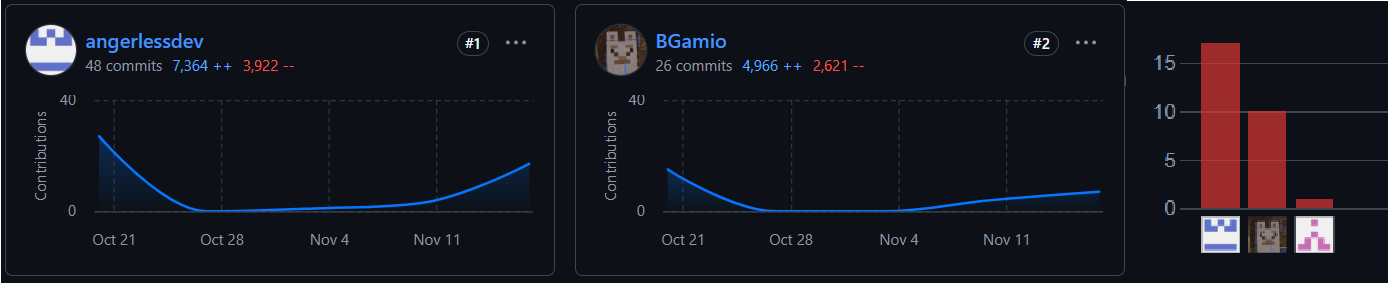 angerlessdev
#1
48 commits 7,364 ++ 3,922 --
Contributions
40
0
Oct 21 Oct 28 Nov 4 Nov 11
BGamio
#2
26 commits 4,966 ++ 2,621 --
Contributions
40
0
Oct 21 Oct 28 Nov 4 Nov 11
15
10
5
0